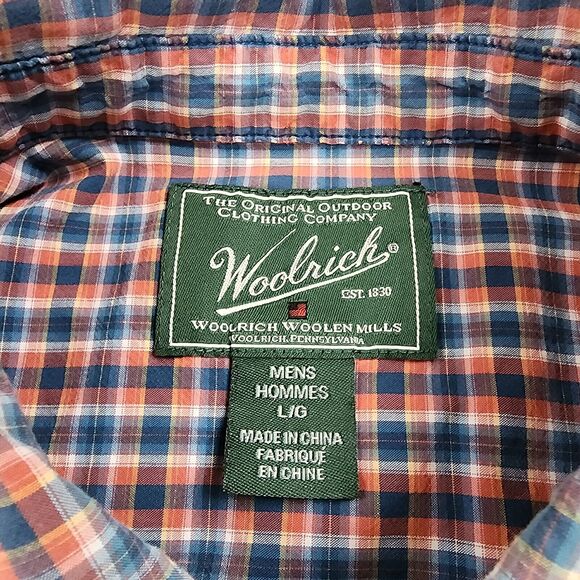 THE ORIGINAL OUTDOOR
CLOTHING COMPANY
Woolrich®
EST. 1830
WOOLRICH WOOLEN MILLS
WOOLRICH, PENNSYLVANIA
MENS
HOMMES
L/G
MADE IN CHINA
FABRIQUÉ
EN CHINE